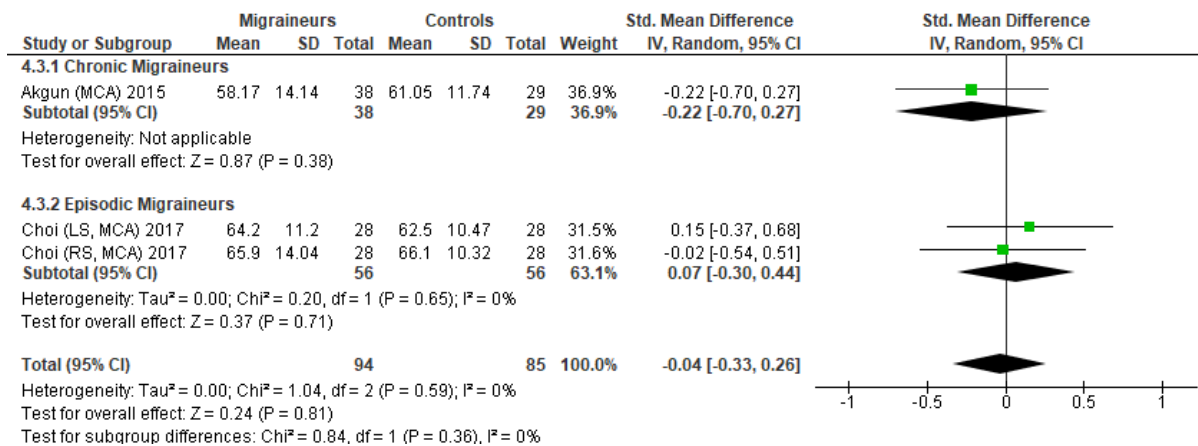 Migraineurs Controls Std. Mean Difference Std. Mean Difference
Study or Subgroup Mean SD Total Mean SD Total Weight IV, Random, 95% CI IV, Random, 95% CI
4.3.1 Chronic Migraineurs
Akgun (MCA) 2015 58.17 14.14 38 61.05 11.74 29 36.9% -0.22 [-0.70, 0.27]
Subtotal (95% CI) 38 29 36.9% -0.22 [-0.70, 0.27]
Heterogeneity: Not applicable
Test for overall effect: Z = 0.87 (P = 0.38)
4.3.2 Episodic Migraineurs
Choi (LS, MCA) 2017 64.2 11.2 28 62.5 10.47 28 31.5% 0.15 [-0.37, 0.68]
Choi (RS, MCA) 2017 65.9 14.04 28 66.1 10.32 28 31.6% -0.02 [-0.54, 0.51]
Subtotal (95% CI) 56 56 63.1% 0.07 [-0.30, 0.44]
Heterogeneity: Tau² = 0.00; Chi² = 0.20, df = 1 (P = 0.65); I² = 0%
Test for overall effect: Z = 0.37 (P = 0.71)
Total (95% CI) 94 85 100.0% -0.04 [-0.33, 0.26]
Heterogeneity: Tau² = 0.00; Chi² = 1.04, df = 2 (P = 0.59); I² = 0%
Test for overall effect: Z = 0.24 (P = 0.81)
Test for subgroup differences: Chi² = 0.84, df = 1 (P = 0.36), I² = 0%
-1 -0.5 0 0.5 1